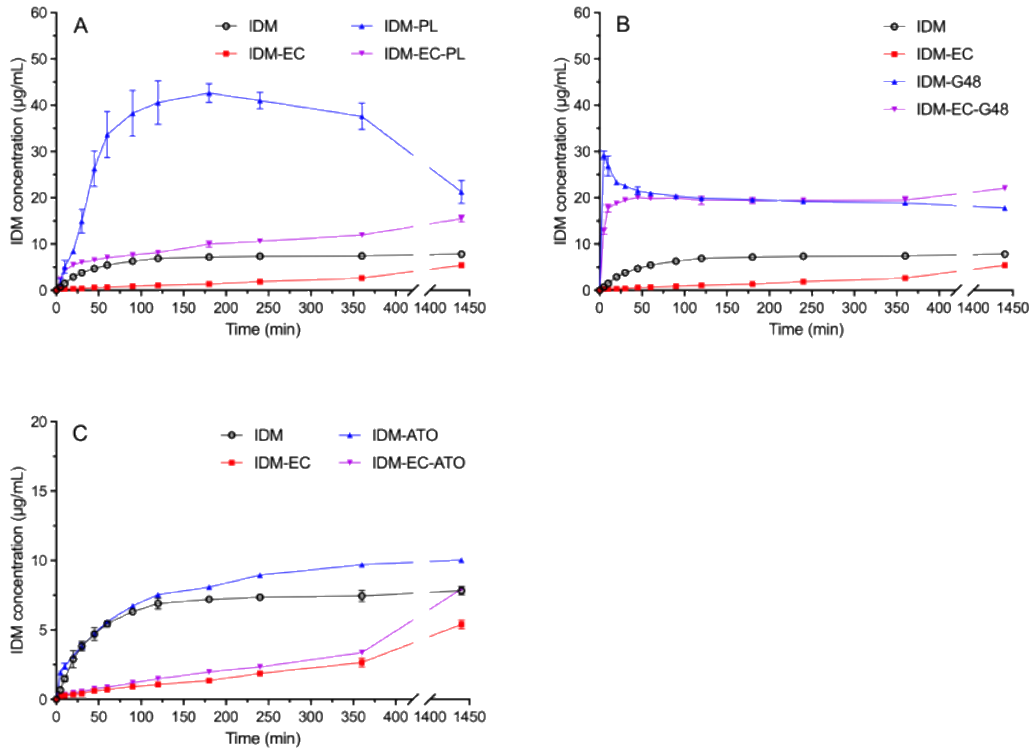 A
IDM
IDM-PL
IDM-EC
IDM-EC-PL
IDM concentration (µg/mL)
60
50
40
30
20
10
0
0 50 100 150 200 250 300 350 400 1400 1450
Time (min)
B
IDM
IDM-EC
IDM-G48
IDM-EC-G48
IDM concentration (µg/mL)
60
50
40
30
20
10
0
0 50 100 150 200 250 300 350 400 1400 1450
Time (min)
C
IDM
IDM-ATO
IDM-EC
IDM-EC-ATO
IDM concentration (µg/mL)
20
15
10
5
0
0 50 100 150 200 250 300 350 400 1400 1450
Time (min)